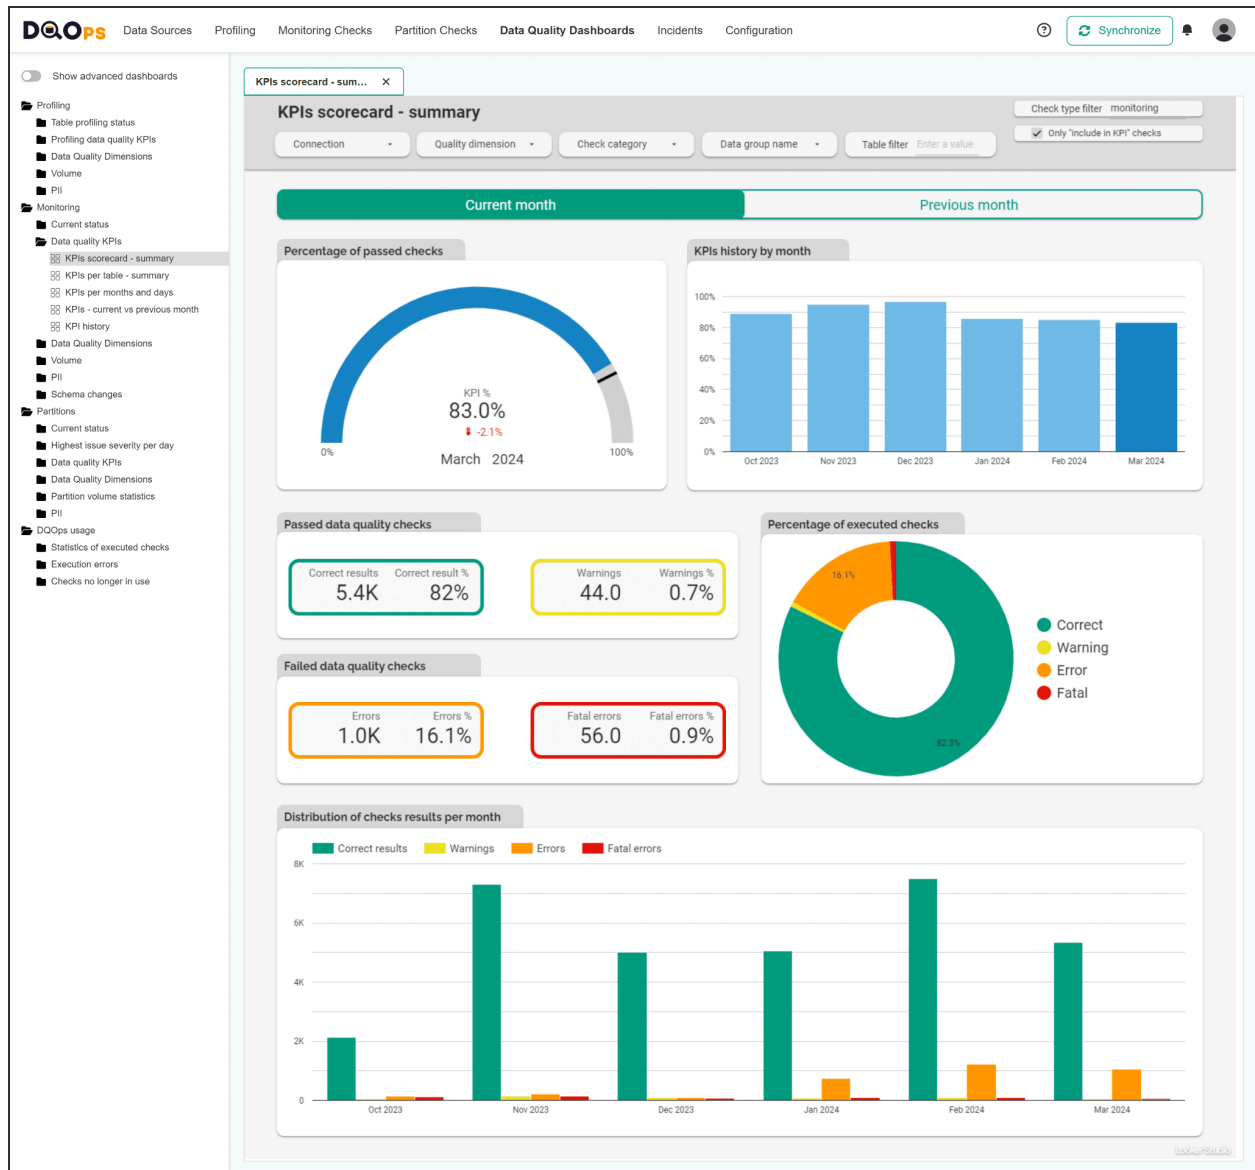 DQOps
Data Sources
Profiling
Monitoring Checks
Partition Checks
Data Quality Dashboards
Incidents
Configuration
Synchronize
Show advanced dashboards
Profiling
Table profiling status
Profiling data quality KPIs
Data Quality Dimensions
Volume
PII
Monitoring
Current status
Data quality KPIs
KPIs scorecard - summary
KPIs per table - summary
KPIs per months and days
KPIs - current vs previous month
KPI history
Data Quality Dimensions
Volume
PII
Schema changes
Partitions
Current status
Highest issue severity per day
Data quality KPIs
Data Quality Dimensions
Partition volume statistics
PII
DQOps usage
Statistics of executed checks
Execution errors
Checks no longer in use
KPIs scorecard - sum...
KPIs scorecard - summary
Check type filter monitoring
Only "include in KPI" checks
Connection
Quality dimension
Check category
Data group name
Table filter Enter a value
Current month
Previous month
Percentage of passed checks
KPI %
83.0%
-2.1%
0%
100%
March 2024
KPIs history by month
100%
80%
60%
40%
20%
0%
Oct 2023
Nov 2023
Dec 2023
Jan 2024
Feb 2024
Mar 2024
Passed data quality checks
Correct results Correct result %
5.4K 82%
Warnings Warnings %
44.0 0.7%
Failed data quality checks
Errors Errors %
1.0K 16.1%
Fatal errors Fatal errors %
56.0 0.9%
Percentage of executed checks
16.1%
82.3%
Correct
Warning
Error
Fatal
Distribution of checks results per month
Correct results
Warnings
Errors
Fatal errors
8K
6K
4K
2K
0
Oct 2023
Nov 2023
Dec 2023
Jan 2024
Feb 2024
Mar 2024
Looker Studio